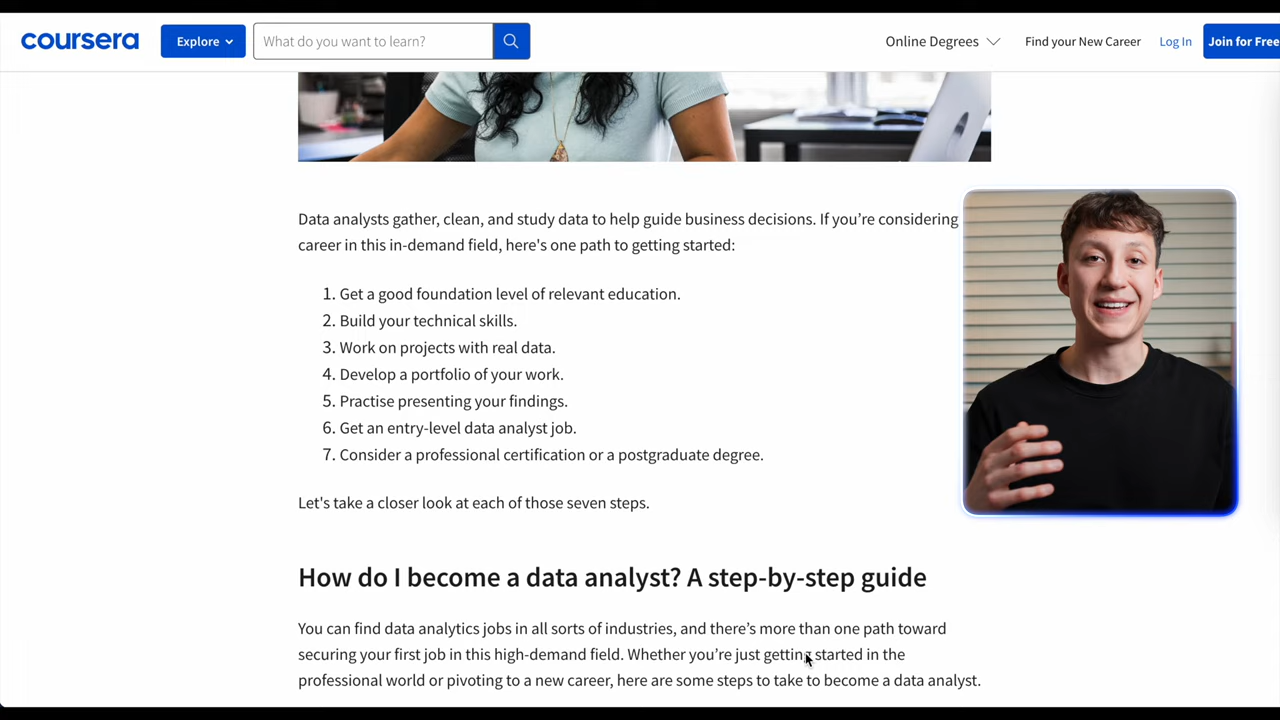 coursera
Explore
What do you want to learn?
Online Degrees
Find your New Career
Log In
Join for Free
Data analysts gather, clean, and study data to help guide business decisions. If you're considering
career in this in-demand field, here's one path to getting started:
1. Get a good foundation level of relevant education.
2. Build your technical skills.
3. Work on projects with real data.
4. Develop a portfolio of your work.
5. Practise presenting your findings.
6. Get an entry-level data analyst job.
7. Consider a professional certification or a postgraduate degree.
Let's take a closer look at each of those seven steps.
How do I become a data analyst? A step-by-step guide
You can find data analytics jobs in all sorts of industries, and there's more than one path toward
securing your first job in this high-demand field. Whether you're just getting started in the
professional world or pivoting to a new career, here are some steps to take to become a data analyst.